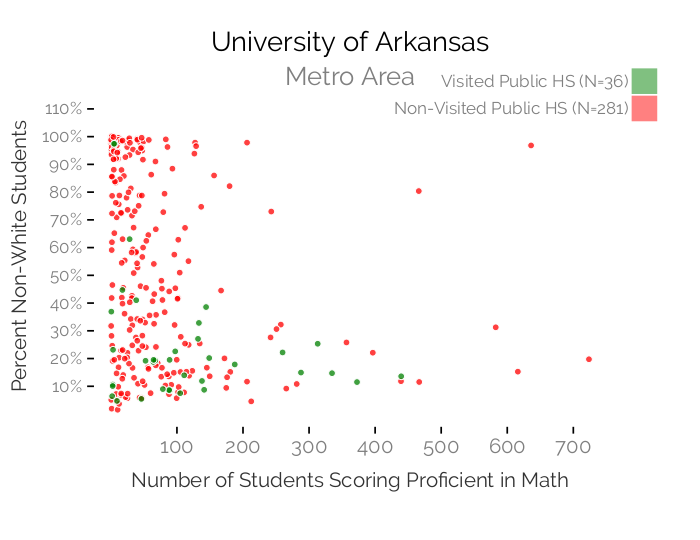 University of Arkansas
Metro Area
Visited Public HS (N=36)
Non-Visited Public HS (N=281)
Percent Non-White Students
110%
100%
90%
80%
70%
60%
50%
40%
30%
20%
10%
100 200 300 400 500 600 700
Number of Students Scoring Proficient in Math